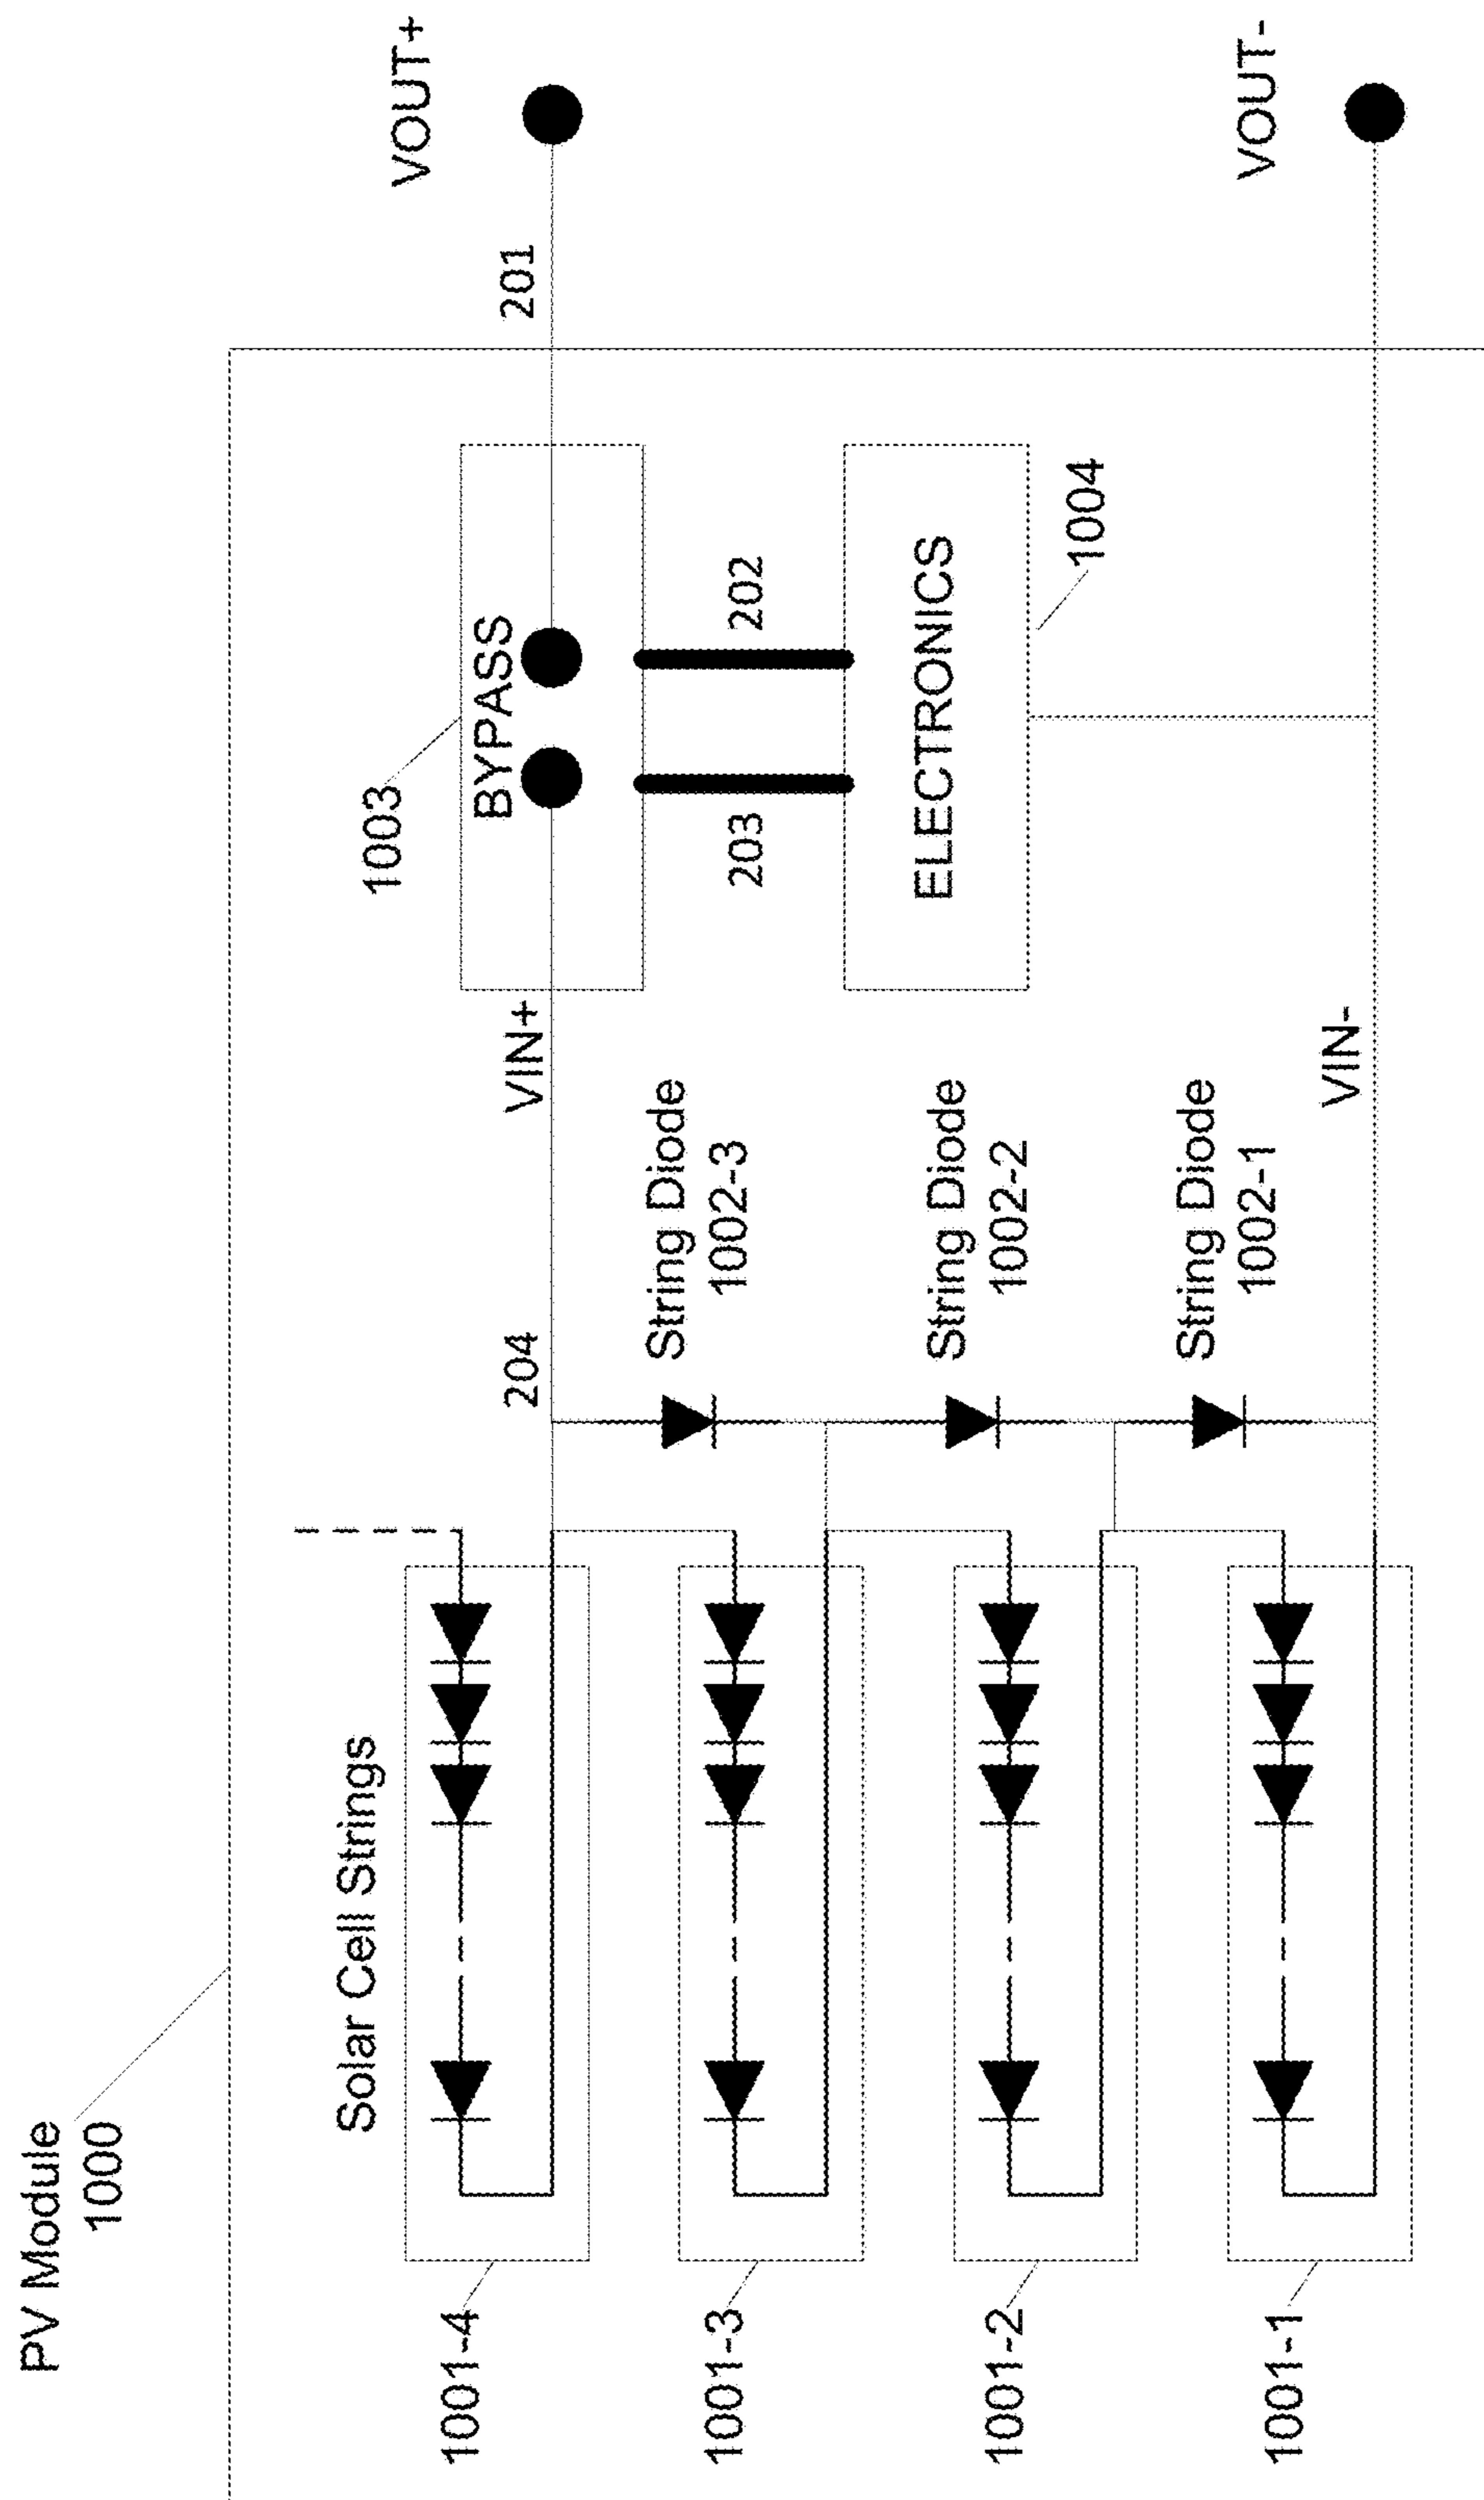 PV Module
1000
Solar Cell Strings
1001-4
1001-3
1001-2
1001-1
204
VIN+
String Diode
1002-3
String Diode
1002-2
String Diode
1002-1
VIN-
1003
BYPASS
203
202
ELECTRONICS
1004
201
VOUT+
VOUT-